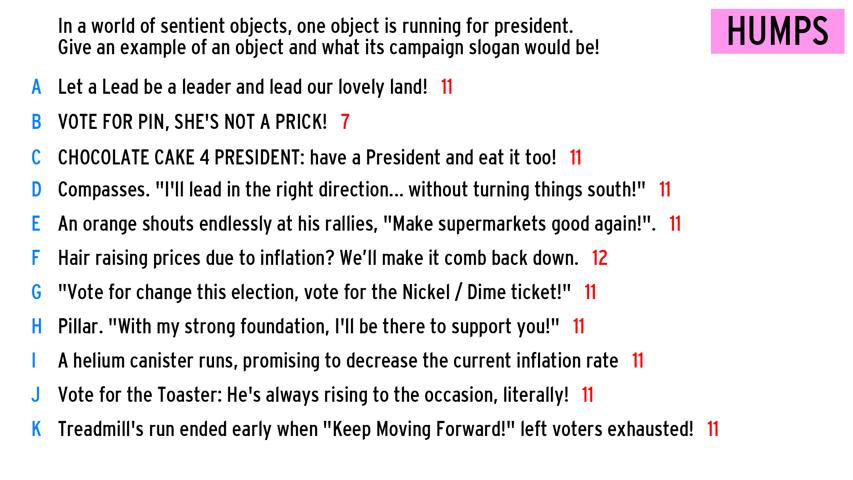 In a world of sentient objects, one object is running for president.
Give an example of an object and what its campaign slogan would be!
HUMPS
A Let a Lead be a leader and lead our lovely land! 11
B VOTE FOR PIN, SHE'S NOT A PRICK! 7
C CHOCOLATE CAKE 4 PRESIDENT: have a President and eat it too! 11
D Compasses. "I'll lead in the right direction... without turning things south!" 11
E An orange shouts endlessly at his rallies, "Make supermarkets good again!". 11
F Hair raising prices due to inflation? We'll make it comb back down. 12
G "Vote for change this election, vote for the Nickel / Dime ticket!" 11
H Pillar. "With my strong foundation, I'll be there to support you!" 11
I A helium canister runs, promising to decrease the current inflation rate 11
J Vote for the Toaster: He's always rising to the occasion, literally! 11
K Treadmill's run ended early when "Keep Moving Forward!" left voters exhausted! 11